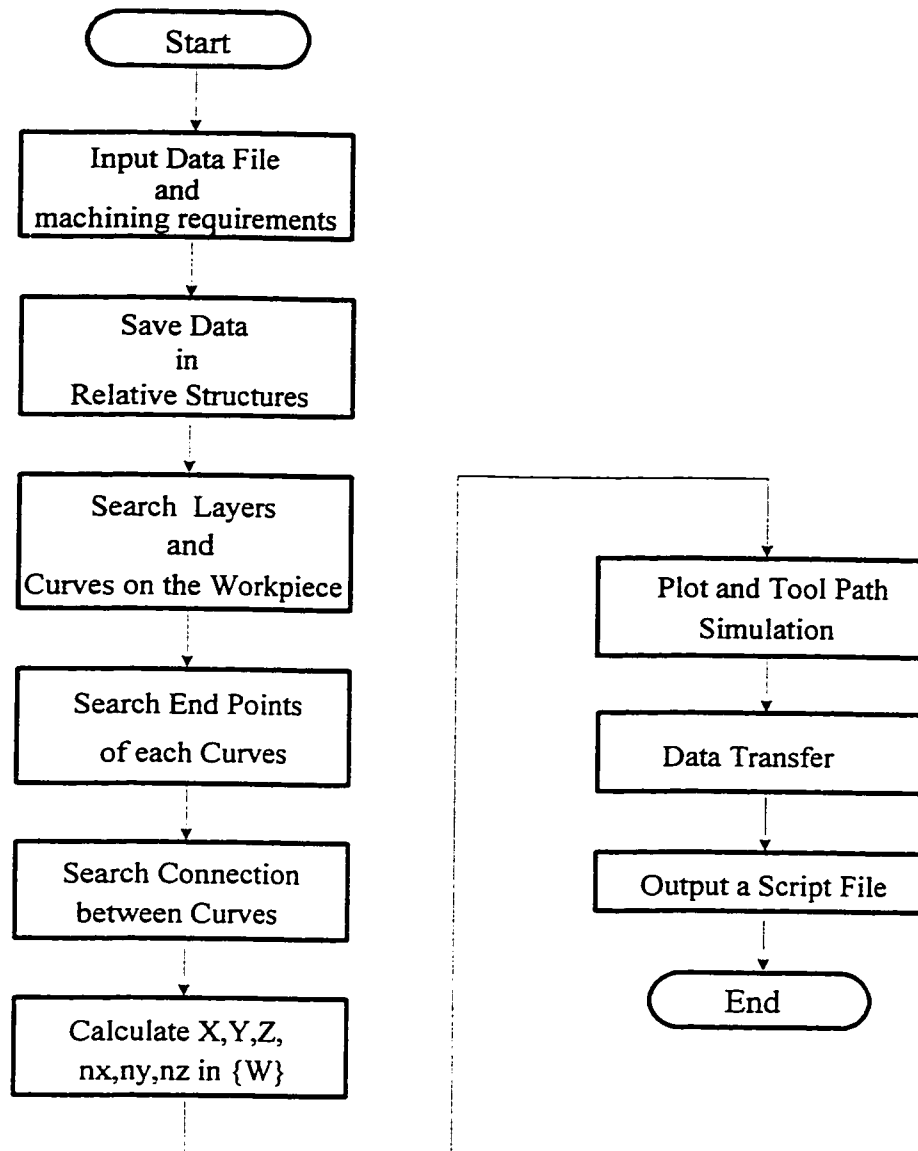 Start
Input Data File
and
machining requirements
Save Data
in
Relative Structures
Search Layers
and
Curves on the Workpiece
Search End Points
of each Curves
Search Connection
between Curves
Calculate X,Y,Z,
nx,ny,nz in {W}
Plot and Tool Path
Simulation
Data Transfer
Output a Script File
End